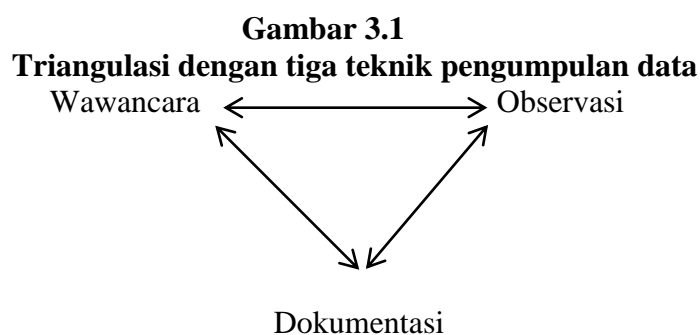 Gambar 3.1
Triangulasi dengan tiga teknik pengumpulan data
Wawancara Observasi
Dokumentasi